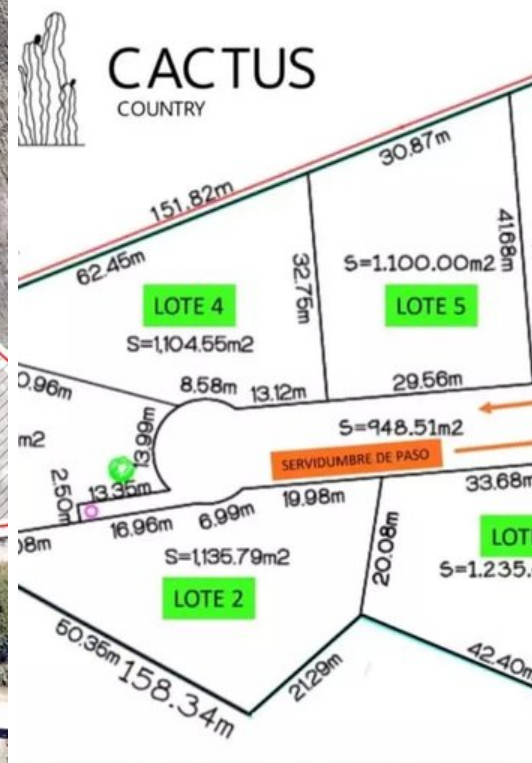 CACTUS
COUNTRY
30.87m
151.82m
41.68m
62.45m
32.75m
S=1.100.00m2
LOTE 4
LOTE 5
S=1,104.55m2
0.96m
8.58m
13.12m
29.56m
13.99m
S=948.51m2
m2
SERVIDUMBRE DE PASO
2.50m
13.35m
19.98m
33.68m
16.96m
6.99m
08m
20.08m
S=1,135.79m2
LOTE
S=1.235.
LOTE 2
50.35m
158.34m
21.29m
42.40m